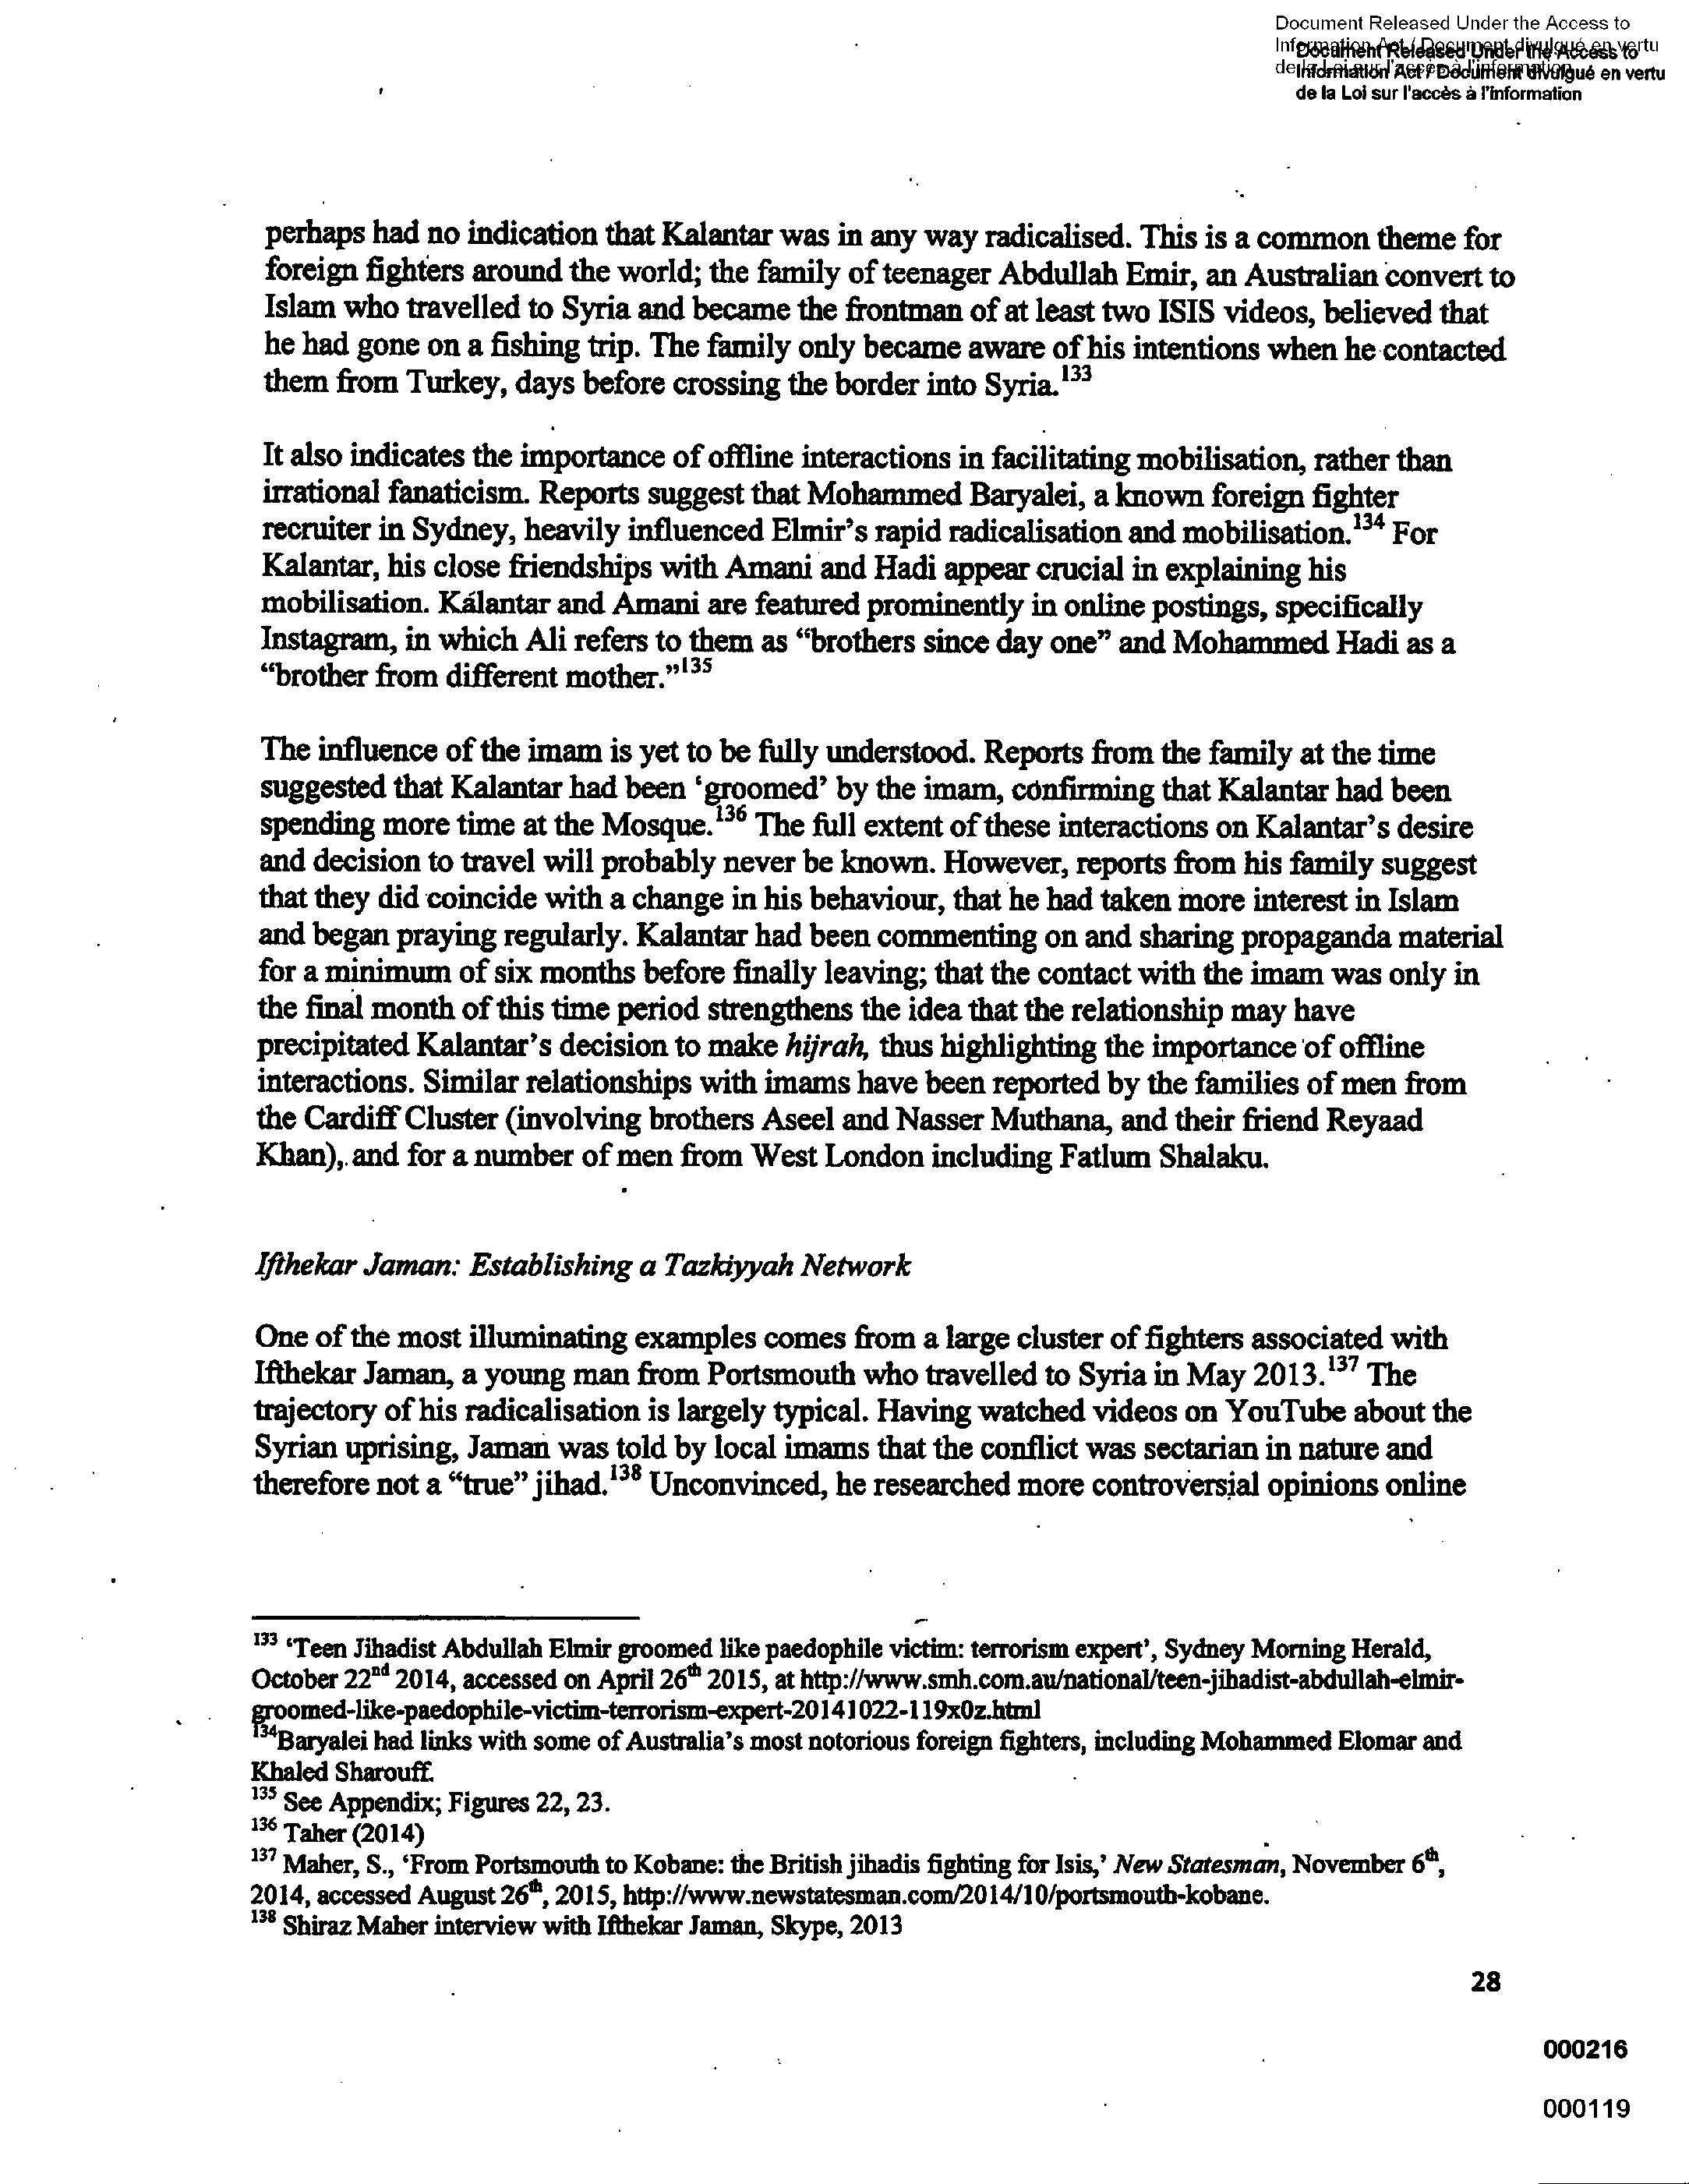 Document Released Under the Access to
Information Act / Document divulgué en vertu
de la Loi sur l'accès à l'information
Document Released Under the Access to
Information Act / Document divulgué en vertu
de la Loi sur l'accès à l'information
perhaps had no indication that Kalantar was in any way radicalised. This is a common theme for
foreign fighters around the world; the family of teenager Abdullah Emir, an Australian convert to
Islam who travelled to Syria and became the frontman of at least two ISIS videos, believed that
he had gone on a fishing trip. The family only became aware of his intentions when he contacted
them from Turkey, days before crossing the border into Syria.133
It also indicates the importance of offline interactions in facilitating mobilisation, rather than
irrational fanaticism. Reports suggest that Mohammed Baryalei, a known foreign fighter
recruiter in Sydney, heavily influenced Elmir's rapid radicalisation and mobilisation.134 For
Kalantar, his close friendships with Amani and Hadi appear crucial in explaining his
mobilisation. Kalantar and Amani are featured prominently in online postings, specifically
Instagram, in which Ali refers to them as “brothers since day one” and Mohammed Hadi as a
“brother from different mother.”135
The influence of the imam is yet to be fully understood. Reports from the family at the time
suggested that Kalantar had been ‘groomed’ by the imam, confirming that Kalantar had been
spending more time at the Mosque.136 The full extent of these interactions on Kalantar's desire
and decision to travel will probably never be known. However, reports from his family suggest
that they did coincide with a change in his behaviour, that he had taken more interest in Islam
and began praying regularly. Kalantar had been commenting on and sharing propaganda material
for a minimum of six months before finally leaving; that the contact with the imam was only in
the final month of this time period strengthens the idea that the relationship may have
precipitated Kalantar's decision to make hijrah, thus highlighting the importance of offline
interactions. Similar relationships with imams have been reported by the families of men from
the Cardiff Cluster (involving brothers Aseel and Nasser Muthana, and their friend Reyaad
Khan), and for a number of men from West London including Fatlum Shalaku.
Ifthekar Jaman: Establishing a Tazkiyyah Network
One of the most illuminating examples comes from a large cluster of fighters associated with
Ifthekar Jaman, a young man from Portsmouth who travelled to Syria in May 2013.137 The
trajectory of his radicalisation is largely typical. Having watched videos on YouTube about the
Syrian uprising, Jaman was told by local imams that the conflict was sectarian in nature and
therefore not a “true” jihad.138 Unconvinced, he researched more controversial opinions online
133 ‘Teen Jihadist Abdullah Elmir groomed like paedophile victim: terrorism expert’, Sydney Morning Herald,
October 22nd 2014, accessed on April 26th 2015, at http://www.smh.com.au/national/teen-jihadist-abdullah-elmir-
groomed-like-paedophile-victim-terrorism-expert-20141022-119x0z.html
134Baryalei had links with some of Australia's most notorious foreign fighters, including Mohammed Elomar and
Khaled Sharouff.
135 See Appendix; Figures 22, 23.
136 Taher (2014)
137 Maher, S., ‘From Portsmouth to Kobane: the British jihadis fighting for Isis,’ New Statesman, November 6th,
2014, accessed August 26th, 2015, http://www.newstatesman.com/2014/10/portsmouth-kobane.
138 Shiraz Maher interview with Ifthekar Jaman, Skype, 2013
28
000216
000119